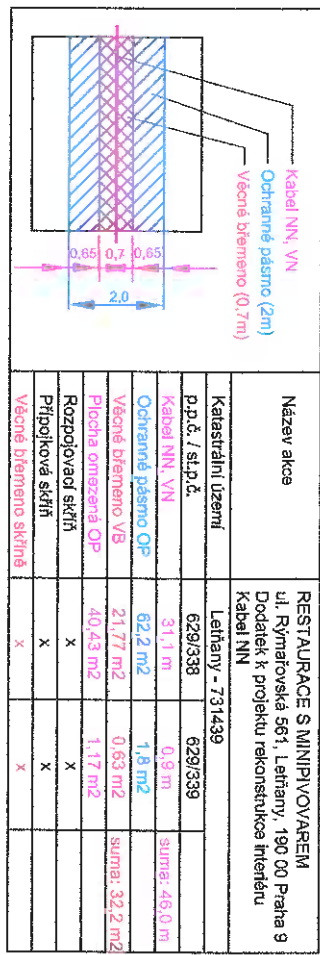 Kabel NN, VN
Ochranné pásmo (2m)
Věcné břemeno (0,7m)
0,65 0,7 0,65
2,0
Název akce
RESTAURACE S MINIPIVOVAREM
ul. Rýmařovská 561, Letňany, 190 00 Praha 9
Dodatek k projektu rekonstrukce interiéru
Kabel NN
Katastrální území Letňany - 731439
p.p.č. / st.p.č. 629/338 629/339
Kabel NN, VN 31,1 m 0,9 m suma: 46,0 m
Ochranné pásmo OP 62,2 m2 1,8 m2
Věcné břemeno VB 21,77 m2 0,63 m2 suma: 32,2 m2
Plocha omezená OP 40,43 m2 1,17 m2
Rozpojovací skříň x x
Přípojková skříň x x
Věcné břemeno skříně x x